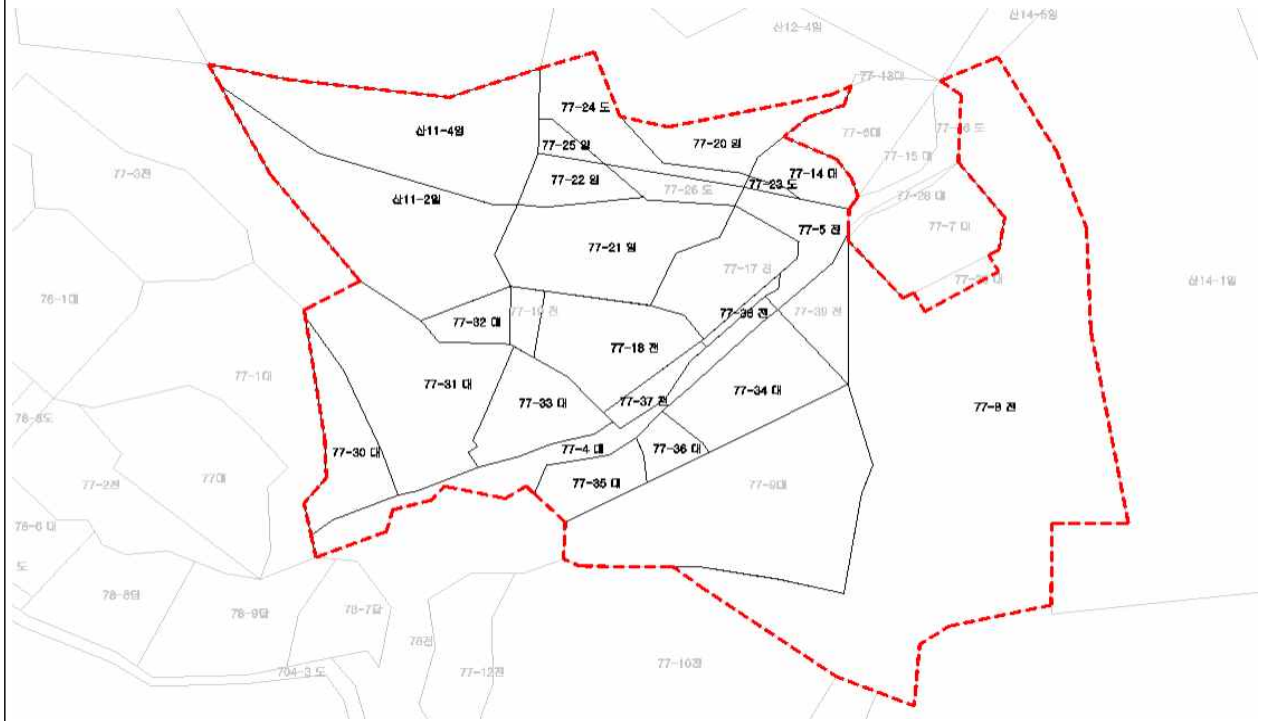 산14-5임
산12-4임
77-13대
77-24 도
산11-4임
77-6대
77-16 도
77-25 임
77-20 임
77-15 대
77-3전
77-14 대
77-22 임
77-26 도
77-23 도
산11-2임
77-28 대
77-7 대
77-5 전
77-21 임
77-17 전
산14-1임
76-1대
77-19 전
77-38 전
77-39 전
77-32 대
77-18 전
77-1대
77-31 대
77-34 대
77-33 대
77-37 전
77-8 전
77-4 대
77-36 대
77-30 대
77대
77-2전
77-35 대
77-9대
도
78-8답
78-9답
78-7답
78전
77-10전
704-3 도
77-12전